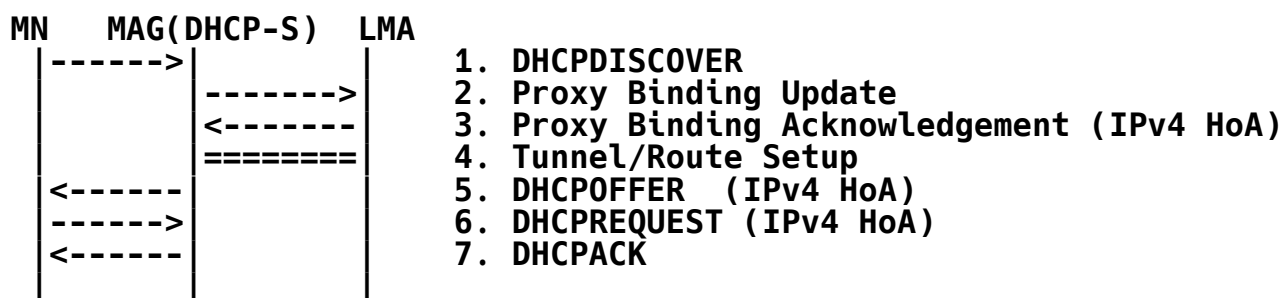 MN   MAG(DHCP-S)  LMA
 |------>|       |    1. DHCPDISCOVER
 |       |------->|    2. Proxy Binding Update
 |       |<-------|    3. Proxy Binding Acknowledgement (IPv4 HoA)
 |       |========|    4. Tunnel/Route Setup
 |<------|       |    5. DHCPOFFER  (IPv4 HoA)
 |------>|       |    6. DHCPREQUEST (IPv4 HoA)
 |<------|       |    7. DHCPACK
 |       |       |